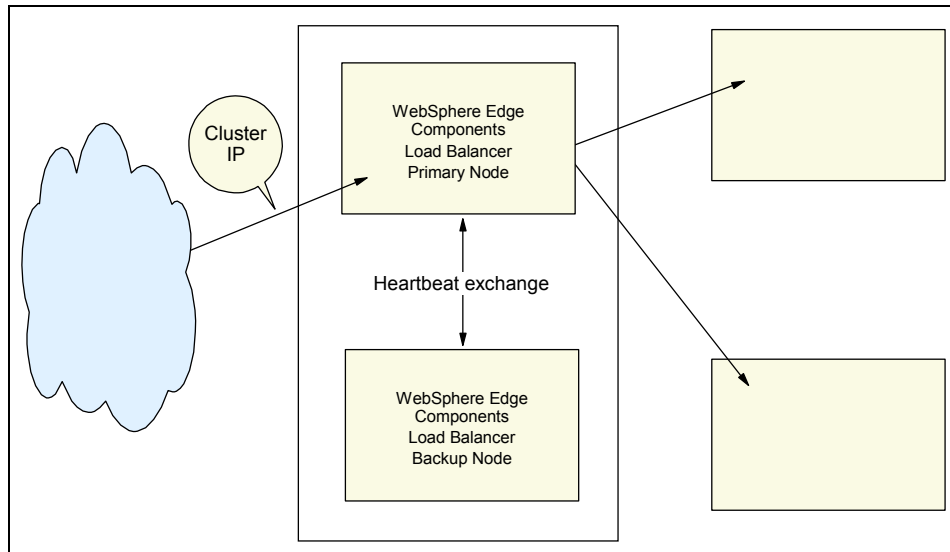 Cluster
IP
WebSphere Edge
Components
Load Balancer
Primary Node
Heartbeat exchange
WebSphere Edge
Components
Load Balancer
Backup Node